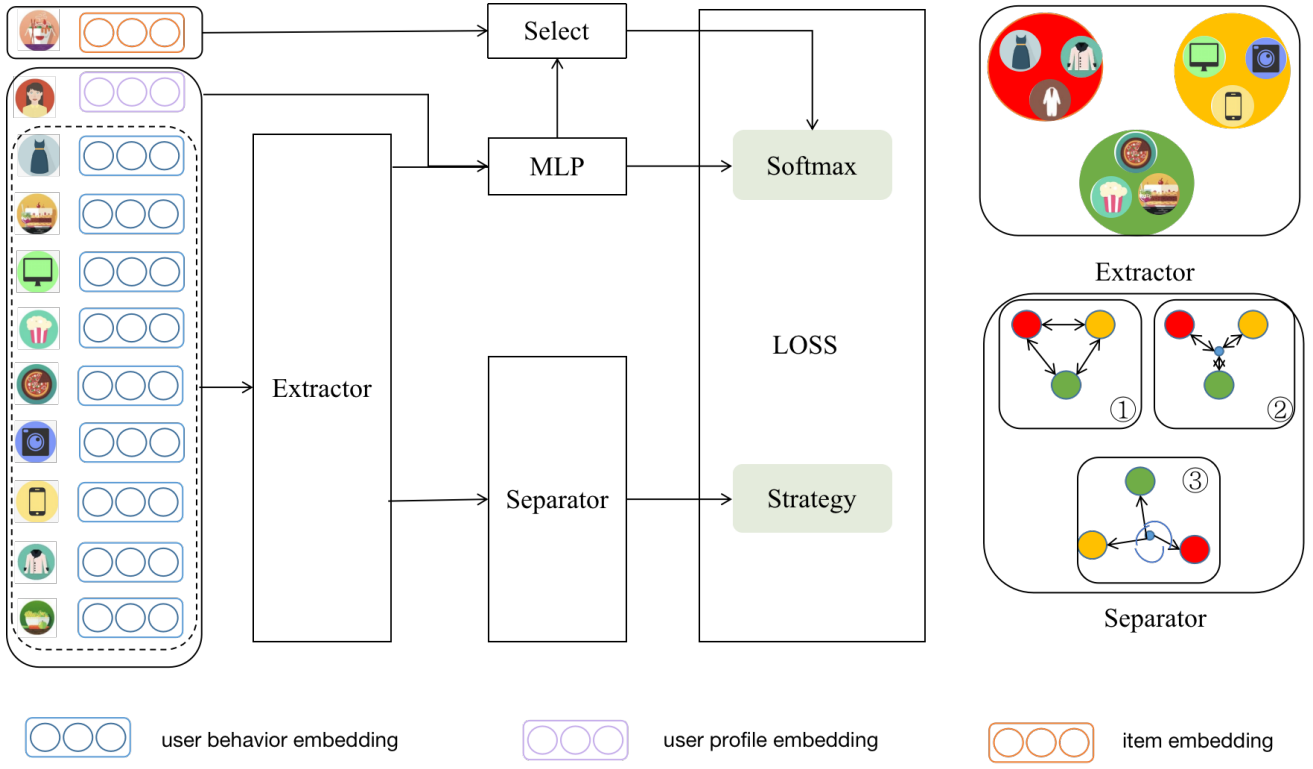 Select
MLP
Softmax
Extractor
LOSS
Separator
Strategy
Extractor
①
②
③
Separator
user behavior embedding
user profile embedding
item embedding